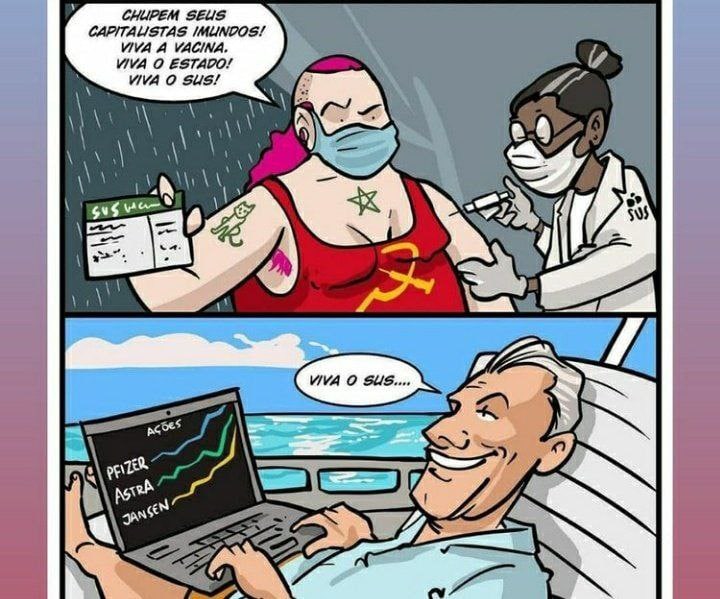 CHUPEM SEUS
CAPITALISTAS IMUNDOS!
VIVA A VACINA.
VIVA O ESTADO!
VIVA O SUS!
SUS
SUS
VIVA O SUS....
AÇÕES
PFIZER
ASTRA
JANSEN